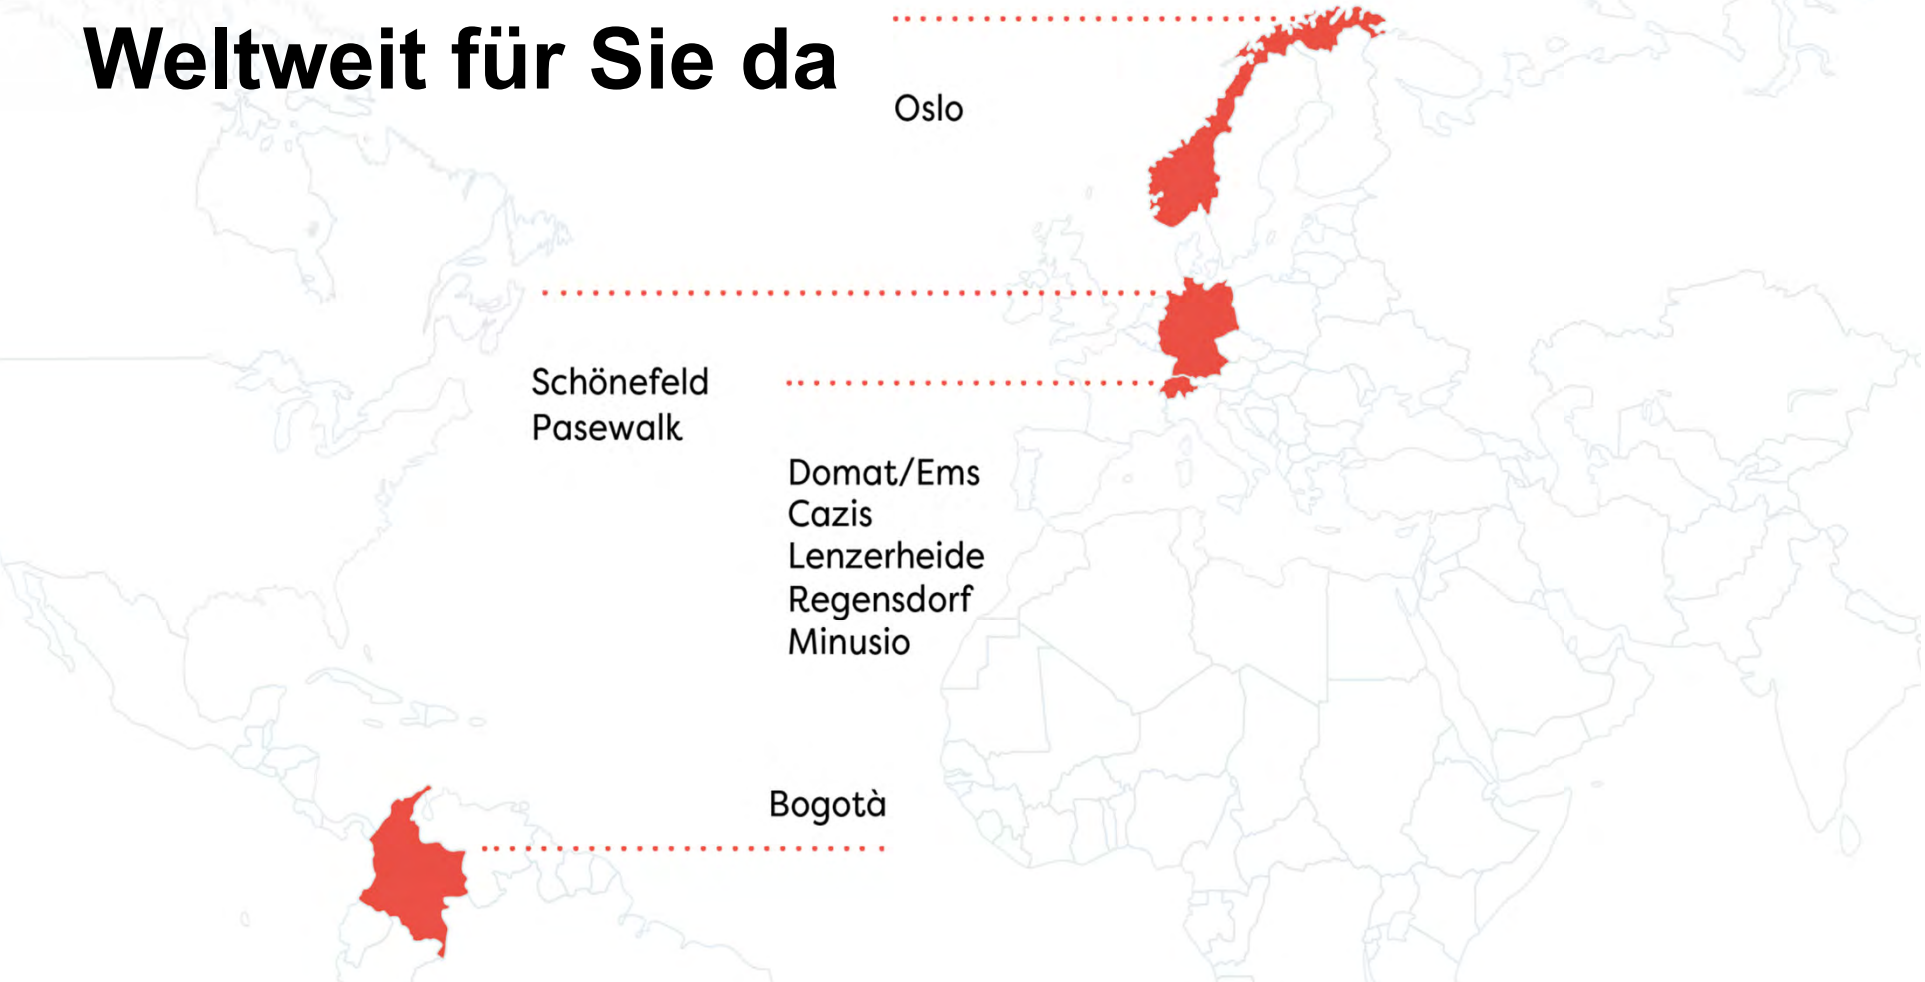 Weltweit für Sie da
Oslo
Schönefeld
Pasewalk
Domat/Ems
Cazis
Lenzerheide
Regensdorf
Minusio
Bogotà